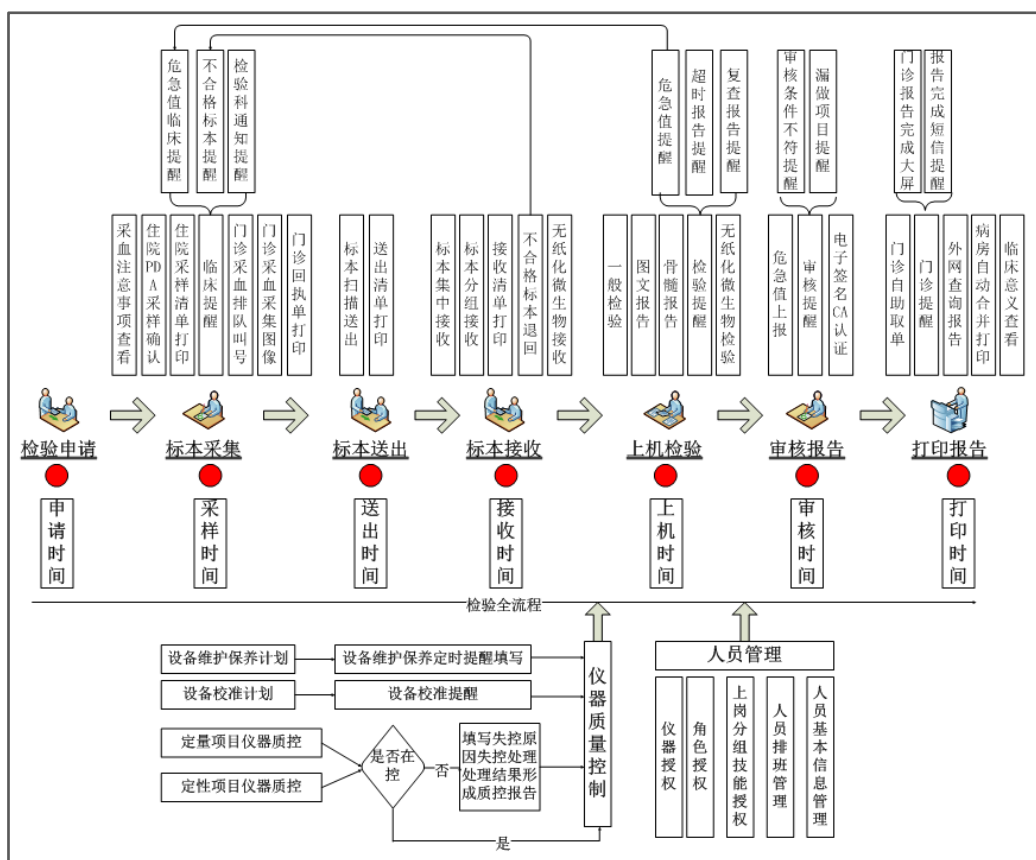 危急值临床提醒
不合格标本提醒
检验科通知提醒
危急值提醒
超时报告提醒
复查报告提醒
审核条件不符提醒
漏做项目提醒
门诊报告完成大屏
报告完成短信提醒
采血注意事项查看
住院PDA采样确认
住院采样清单打印
临床提醒
门诊采血排队叫号
门诊采血采集图像
门诊回执单打印
标本扫描送出
送出清单打印
标本集中接收
标本分组接收
接收清单打印
不合格标本退回
无纸化微生物接收
一般检验
图文报告
骨髓报告
检验提醒
无纸化微生物检验
危急值上报
审核提醒
电子签名CA认证
门诊自助取单
门诊提醒
外网查询报告
病房自动合并打印
临床意义查看
检验申请
标本采集
标本送出
标本接收
上机检验
审核报告
打印报告
申请时间
采样时间
送出时间
接收时间
上机时间
审核时间
打印时间
检验全流程
设备维护保养计划
设备维护保养定时提醒填写
设备校准计划
设备校准提醒
定量项目仪器质控
定性项目仪器质控
是否在
控
否
填写失控原
因失控处理
处理结果形
成质控报告
是
仪器质量控制
人员管理
仪器授权
角色授权
上岗分组技能授权
人员排班管理
人员基本信息管理